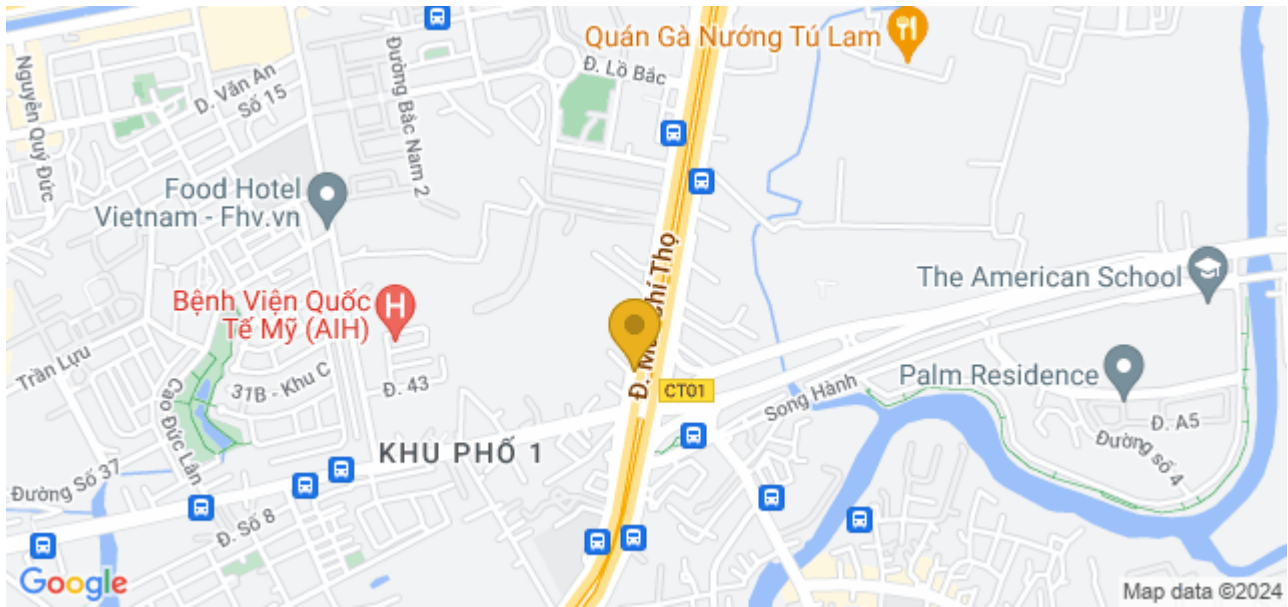 Quán Gà Nướng Tú Lam
Đ. Lò Bắc
Đ. Văn An
Số 15
Nguyễn Quý Đức
Đường Bắc Nam 2
Food Hotel
Vietnam - Fhv.vn
The American School
Bệnh Viện Quốc
Tế Mỹ (AIH)
Trần Lựu
31B - Khu C
Đ. 43
CT01
Song Hành
Palm Residence
Đ. A5
Đường số 4
Cao Đức Lân
KHU PHỐ 1
Đường Số 37
Đ. Số 8
Google
Map data ©2024